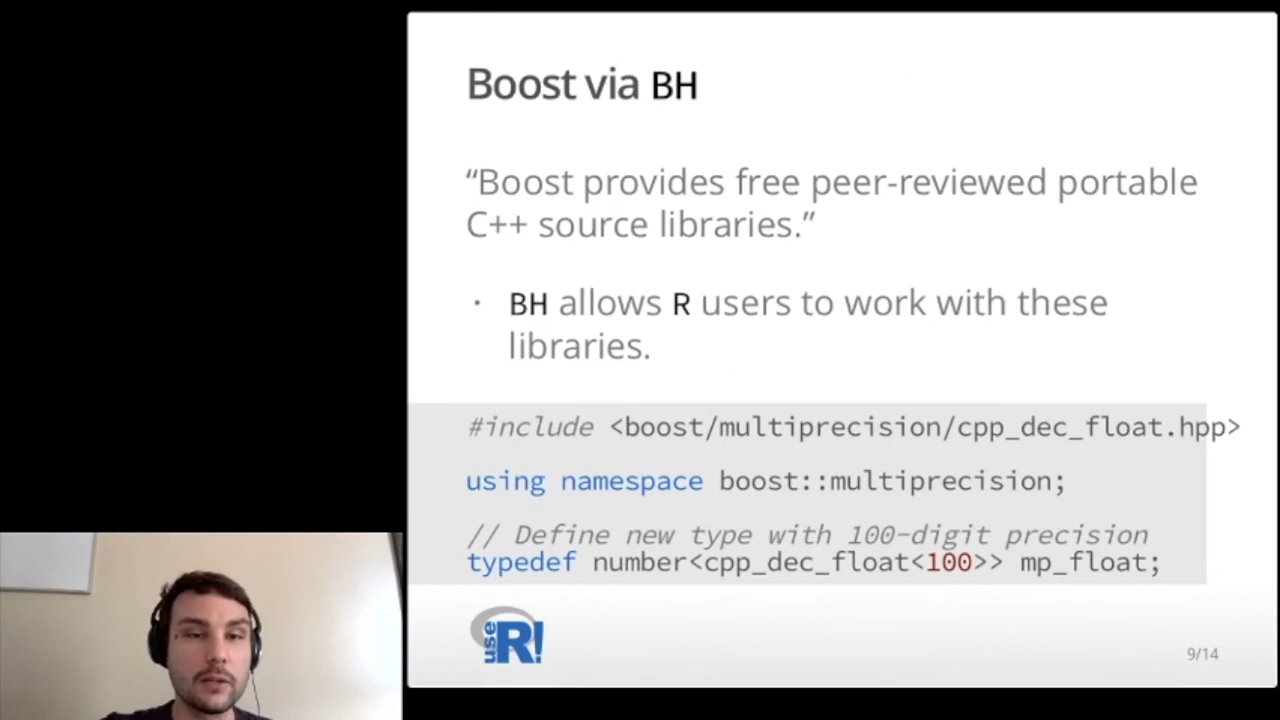 Boost via BH
“Boost provides free peer-reviewed portable
C++ source libraries.”
· BH allows R users to work with these
libraries.
#include <boost/multiprecision/cpp_dec_float.hpp>
using namespace boost::multiprecision;
// Define new type with 100-digit precision
typedef number<cpp_dec_float<100>> mp_float;
use R!
9/14